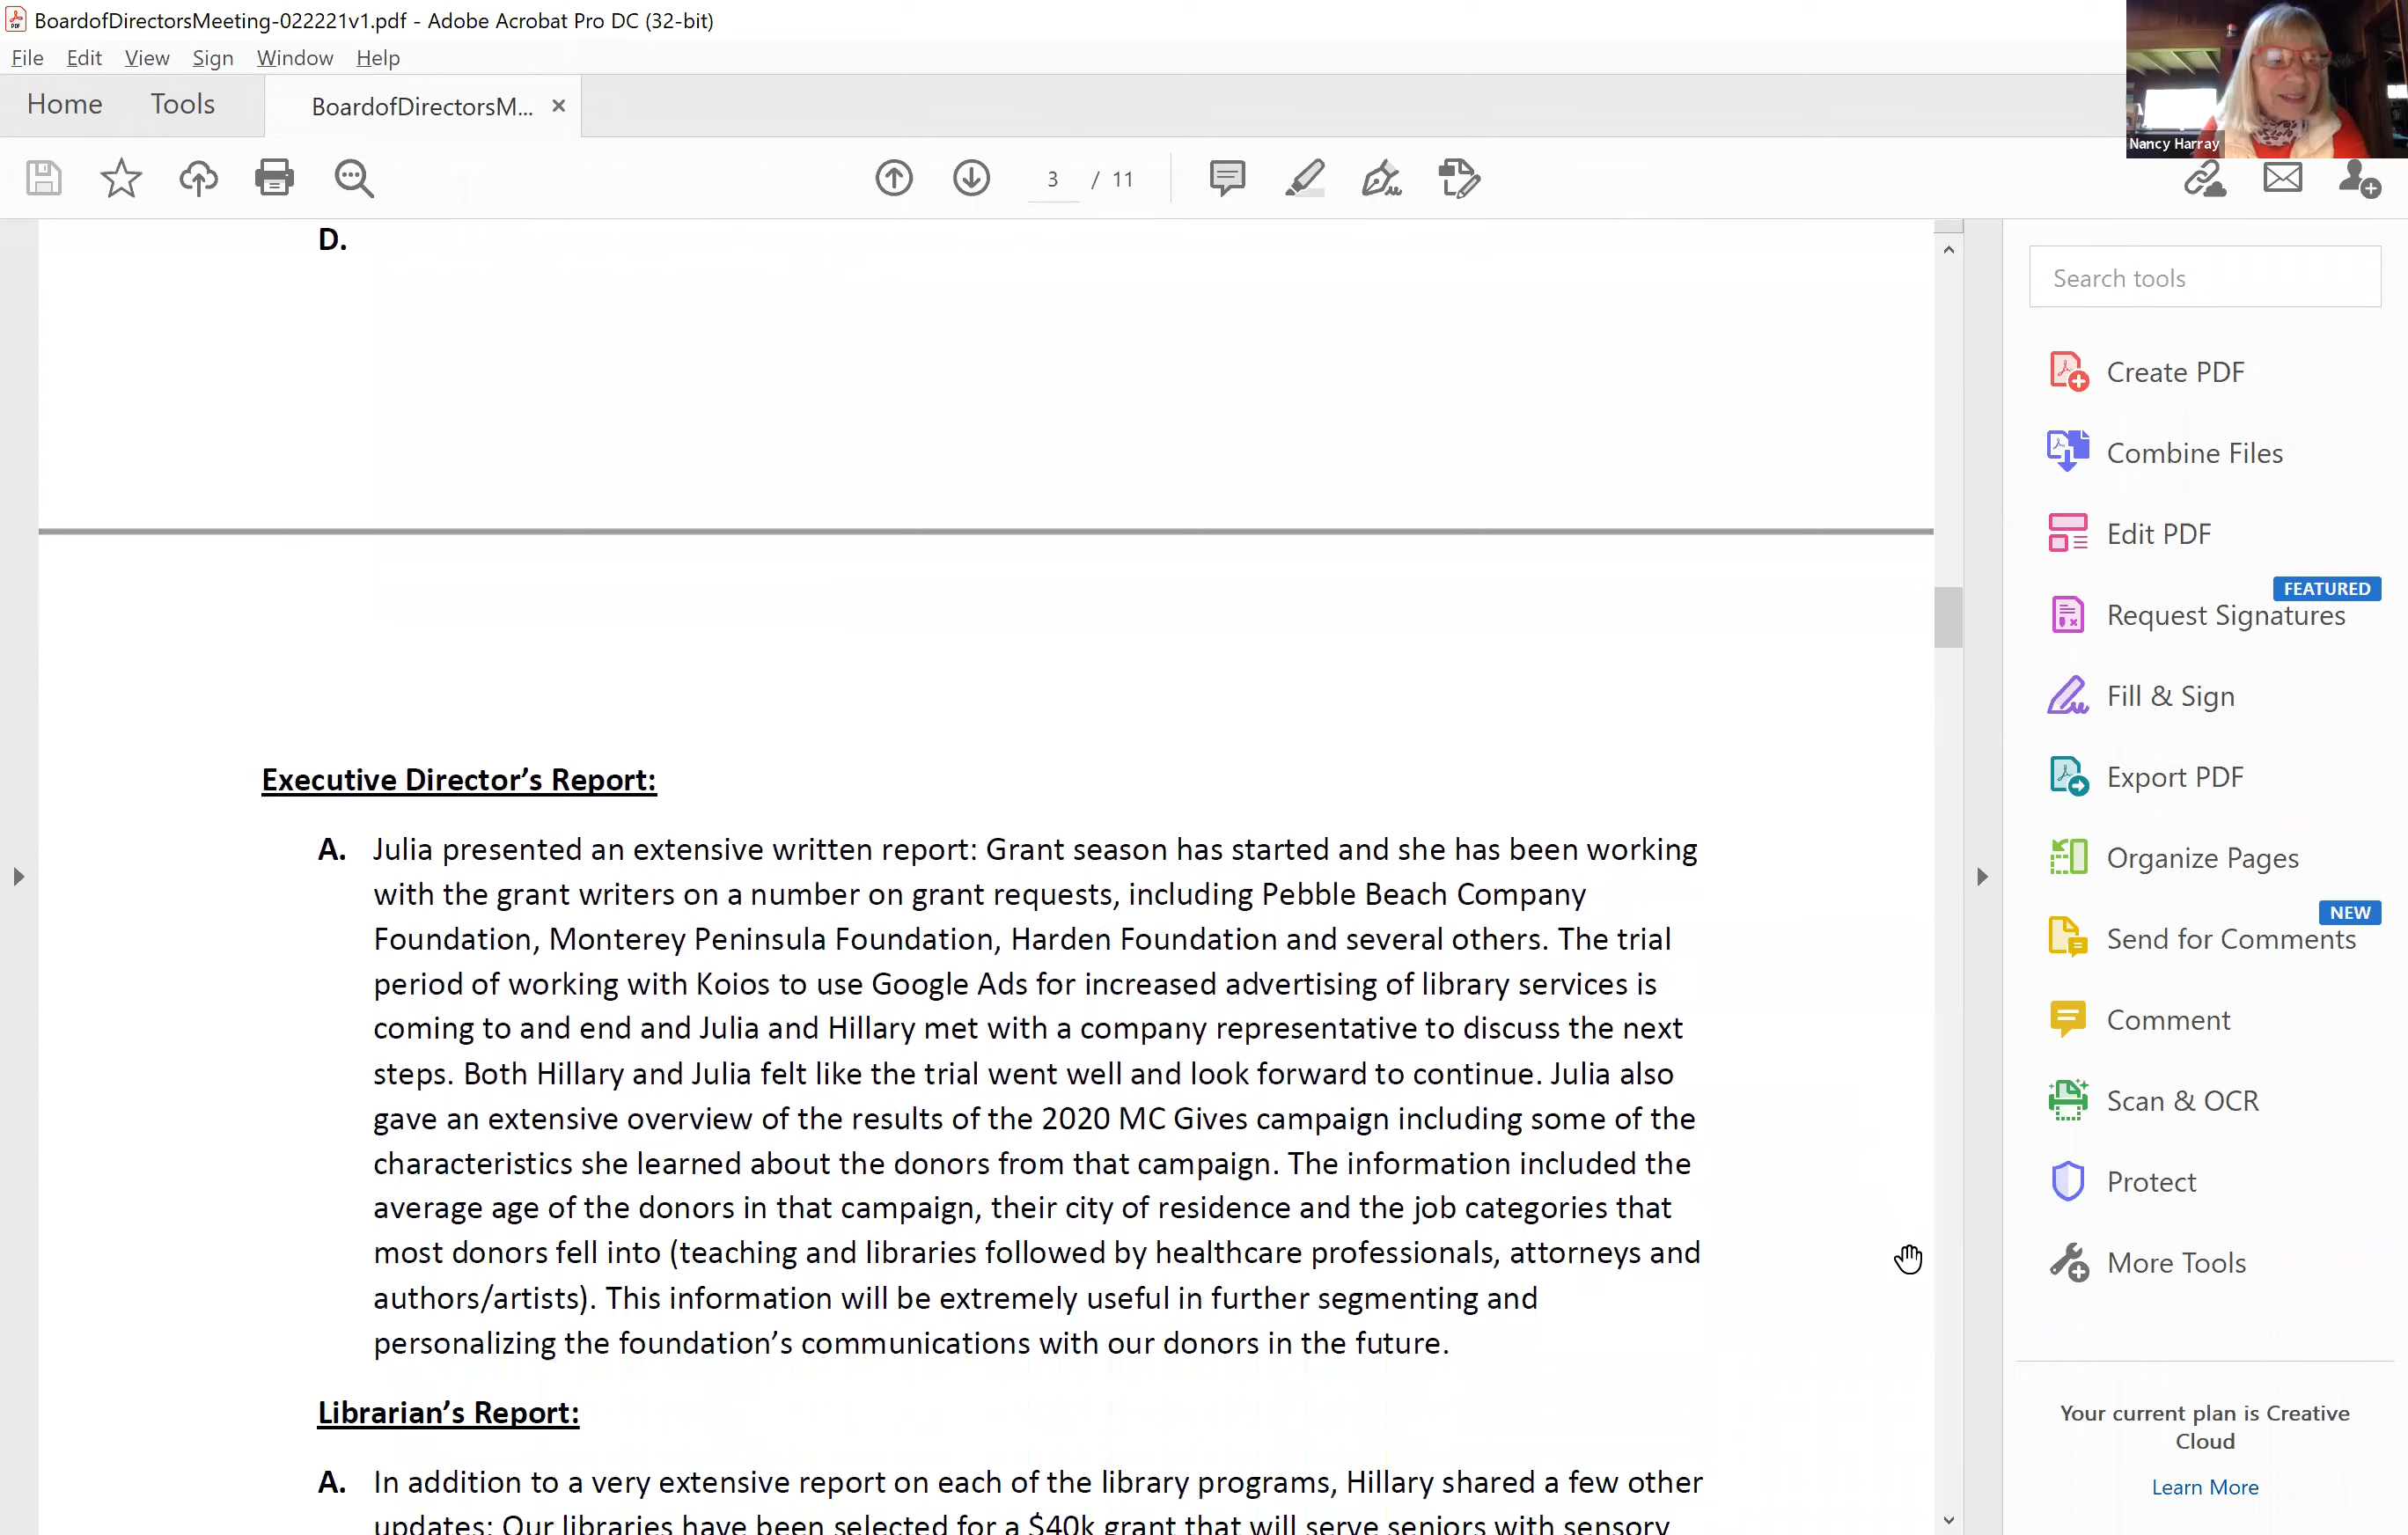 BoardofDirectorsMeeting-022221v1.pdf - Adobe Acrobat Pro DC (32-bit)
File Edit View Sign Window Help
Home Tools BoardofDirectorsM... ×
Nancy Harray
3 / 11
D.
Search tools
Create PDF
Combine Files
Edit PDF
FEATURED
Request Signatures
Fill & Sign
Export PDF
Organize Pages
NEW
Send for Comments
Comment
Scan & OCR
Protect
More Tools
Your current plan is Creative
Cloud
Learn More
Executive Director’s Report:
A. Julia presented an extensive written report: Grant season has started and she has been working
with the grant writers on a number on grant requests, including Pebble Beach Company
Foundation, Monterey Peninsula Foundation, Harden Foundation and several others. The trial
period of working with Koios to use Google Ads for increased advertising of library services is
coming to and end and Julia and Hillary met with a company representative to discuss the next
steps. Both Hillary and Julia felt like the trial went well and look forward to continue. Julia also
gave an extensive overview of the results of the 2020 MC Gives campaign including some of the
characteristics she learned about the donors from that campaign. The information included the
average age of the donors in that campaign, their city of residence and the job categories that
most donors fell into (teaching and libraries followed by healthcare professionals, attorneys and
authors/artists). This information will be extremely useful in further segmenting and
personalizing the foundation’s communications with our donors in the future.
Librarian’s Report:
A. In addition to a very extensive report on each of the library programs, Hillary shared a few other
updates: Our libraries have been selected for a $40k grant that will serve seniors with sensory